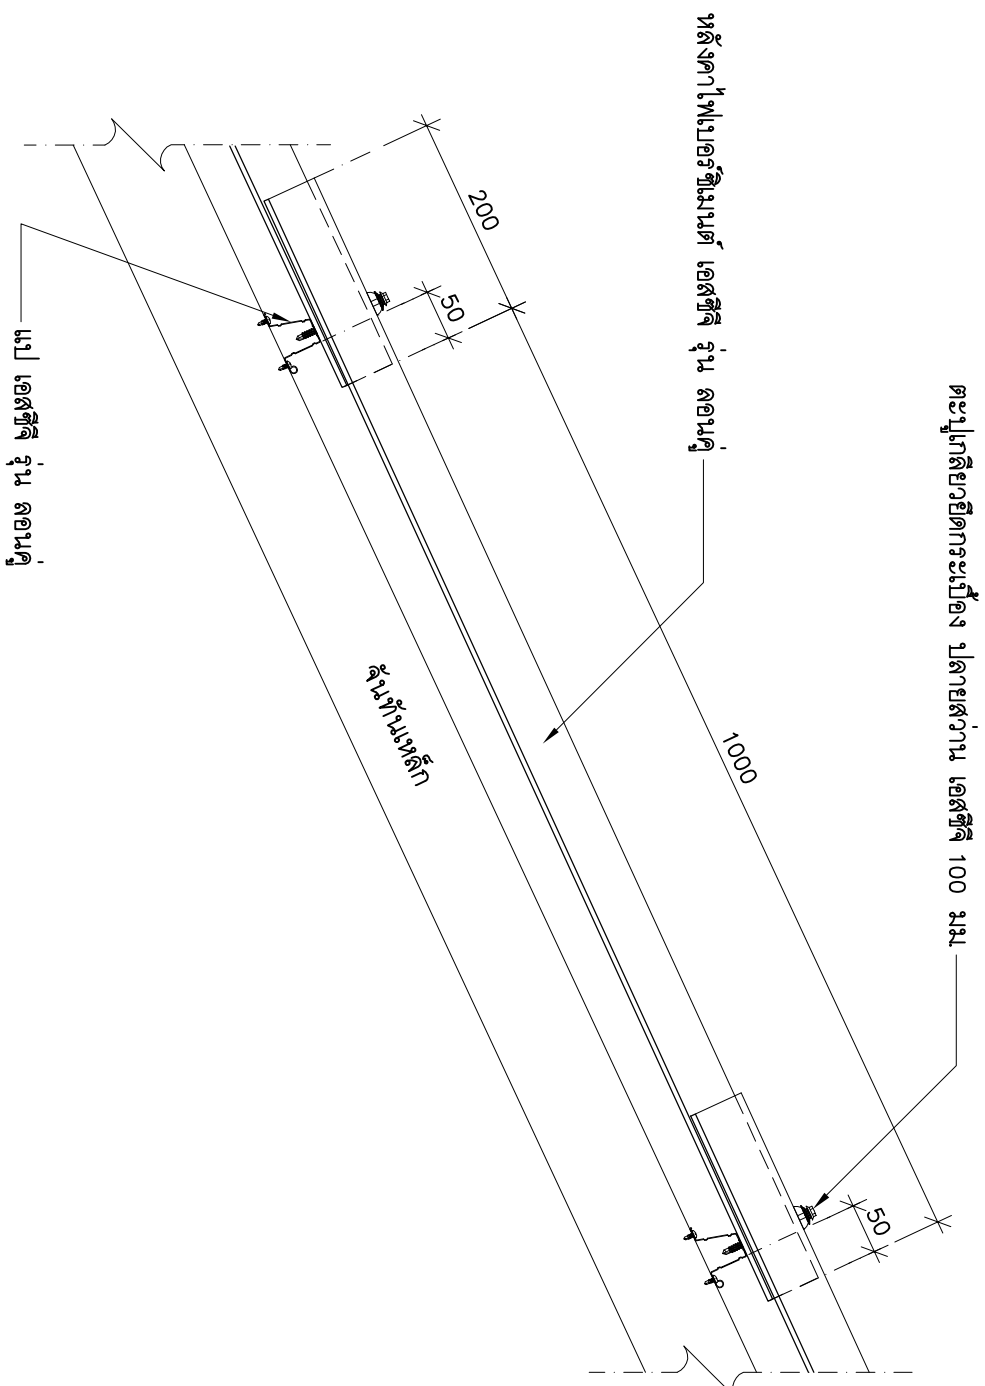 ตะปูเกลียวยึดกระเบื้อง ปลายสว่าน เอสซีจี 100 มม.
หลังคาไฟเบอร์ซีเมนต์ เอสซีจี รุ่น ลอนคู่
200
50
1000
50
จันทันเหล็ก
แป เอสซีจี รุ่น ลอนคู่